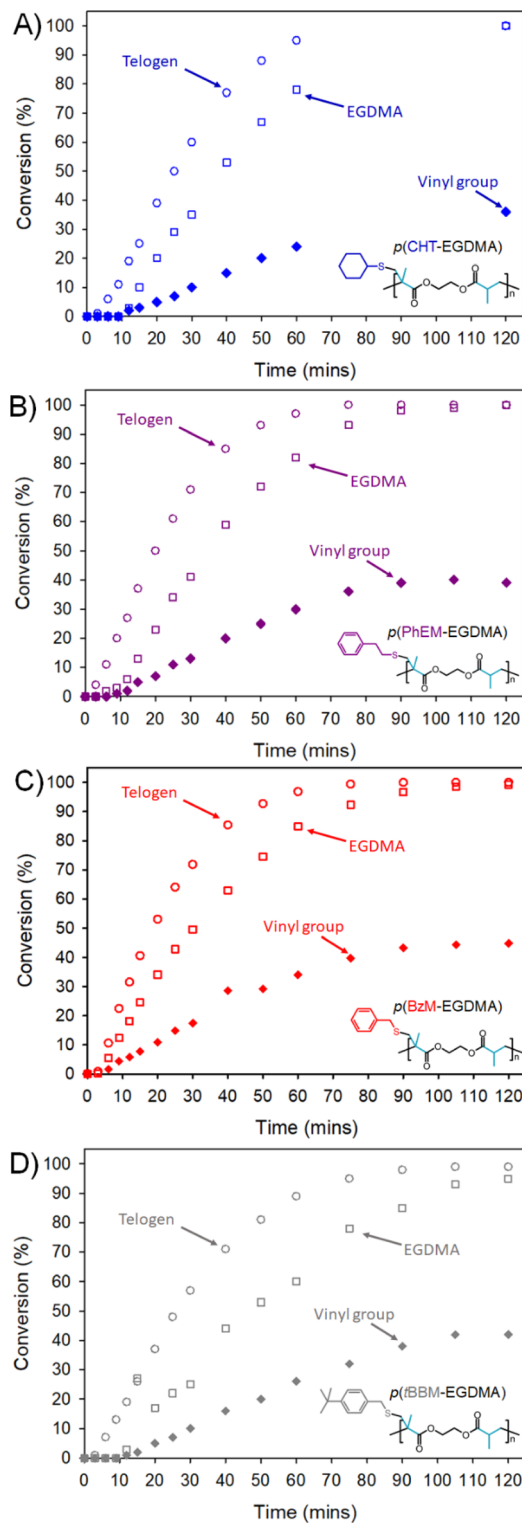 A)
Conversion (%)
100
90
80
70
60
50
40
30
20
10
0
Telogen
EGDMA
Vinyl group
p(CHT-EGDMA)
S
O
O
O
O
n
0 10 20 30 40 50 60 70 80 90 100 110 120
Time (mins)
B)
Conversion (%)
100
90
80
70
60
50
40
30
20
10
0
Telogen
EGDMA
Vinyl group
p(PhEM-EGDMA)
S
O
O
O
O
n
0 10 20 30 40 50 60 70 80 90 100 110 120
Time (mins)
C)
Conversion (%)
100
90
80
70
60
50
40
30
20
10
0
Telogen
EGDMA
Vinyl group
p(BzM-EGDMA)
S
O
O
O
O
n
0 10 20 30 40 50 60 70 80 90 100 110 120
Time (mins)
D)
Conversion (%)
100
90
80
70
60
50
40
30
20
10
0
Telogen
EGDMA
Vinyl group
p(tBBM-EGDMA)
S
O
O
O
O
n
0 10 20 30 40 50 60 70 80 90 100 110 120
Time (mins)